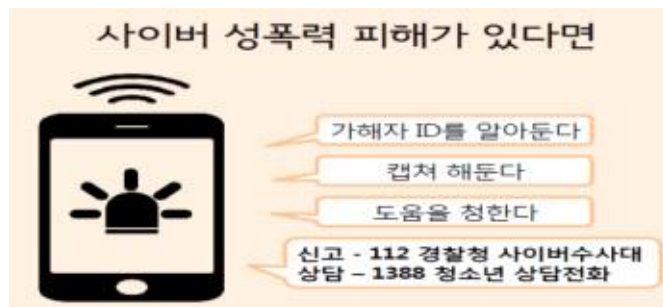 사이버 성폭력 피해가 있다면
가해자 ID를 알아둔다
캡쳐 해둔다
도움을 청한다
신고 - 112 경찰청 사이버수사대
상담 – 1388 청소년 상담전화